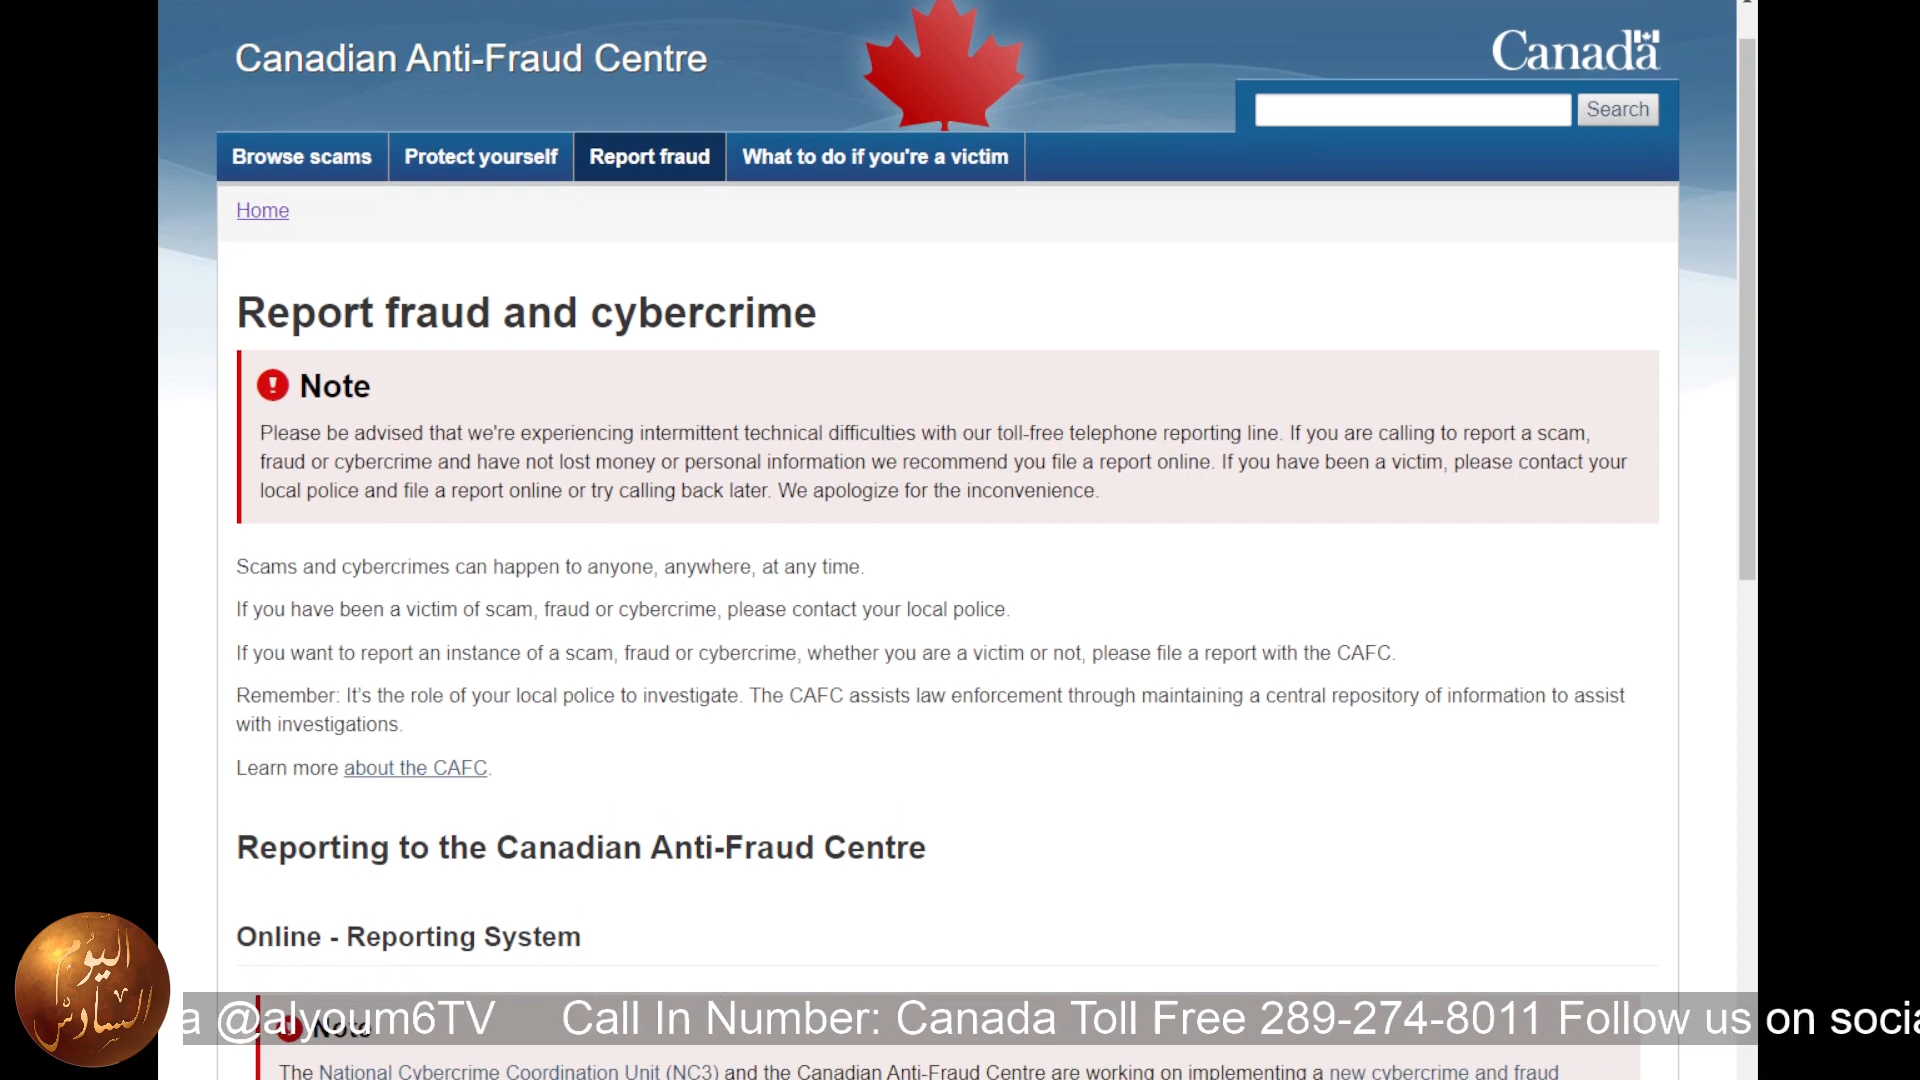 Canadian Anti-Fraud Centre
Canada
Search
Browse scams
Protect yourself
Report fraud
What to do if you're a victim
Home
Report fraud and cybercrime
Note
Please be advised that we're experiencing intermittent technical difficulties with our toll-free telephone reporting line. If you are calling to report a scam,
fraud or cybercrime and have not lost money or personal information we recommend you file a report online. If you have been a victim, please contact your
local police and file a report online or try calling back later. We apologize for the inconvenience.
Scams and cybercrimes can happen to anyone, anywhere, at any time.
If you have been a victim of scam, fraud or cybercrime, please contact your local police.
If you want to report an instance of a scam, fraud or cybercrime, whether you are a victim or not, please file a report with the CAFC.
Remember: It’s the role of your local police to investigate. The CAFC assists law enforcement through maintaining a central repository of information to assist
with investigations.
Learn more about the CAFC.
Reporting to the Canadian Anti-Fraud Centre
Online - Reporting System
اليوم
السادس
a @alyoum6TV Call In Number: Canada Toll Free 289-274-8011 Follow us on socia
Note
The National Cybercrime Coordination Unit (NC3) and the Canadian Anti-Fraud Centre are working on implementing a new cybercrime and fraud